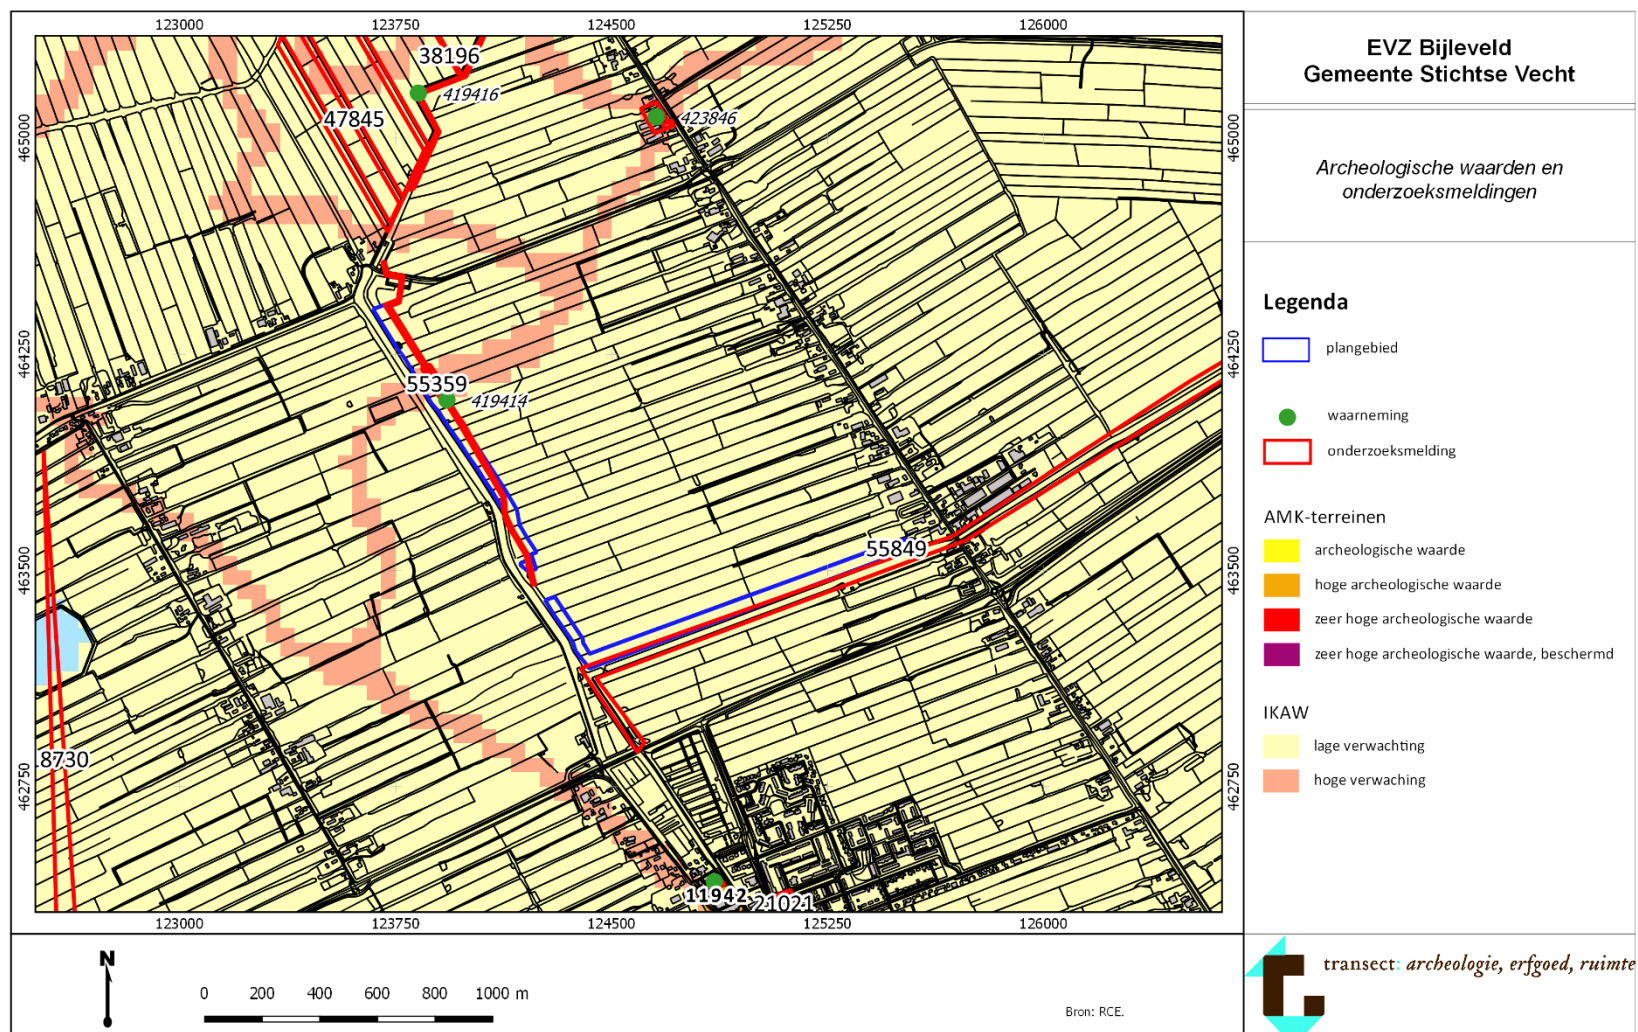 123000 123750 124500 125250 126000
EVZ Bijleveld
Gemeente Stichtse Vecht
Archeologische waarden en
onderzoeksmeldingen
38196
419416
47845
423846
465000
465000
464250
464250
55359
419414
463500
463500
55849
462750
462750
8730
11942
21021
123000 123750 124500 125250 126000
Legenda
plangebied
waarneming
onderzoeksmelding
AMK-terreinen
archeologische waarde
hoge archeologische waarde
zeer hoge archeologische waarde
zeer hoge archeologische waarde, beschermd
IKAW
lage verwachting
hoge verwaching
N
0 200 400 600 800 1000 m
Bron: RCE.
transect: archeologie, erfgoed, ruimte